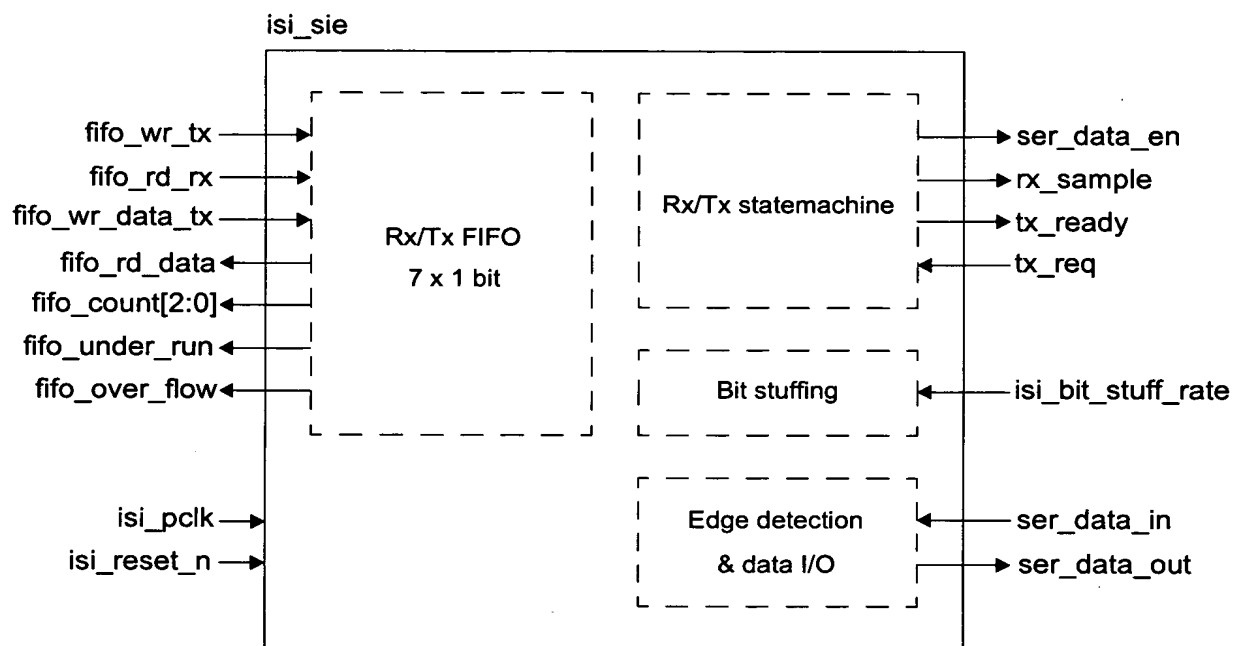 isi_sie
fifo_wr_tx
fifo_rd_rx
fifo_wr_data_tx
fifo_rd_data
fifo_count[2:0]
fifo_under_run
fifo_over_flow
isi_pclk
isi_reset_n
Rx/Tx FIFO
7 x 1 bit
Rx/Tx statemachine
Bit stuffing
Edge detection
& data I/O
ser_data_en
rx_sample
tx_ready
tx_req
isi_bit_stuff_rate
ser_data_in
ser_data_out